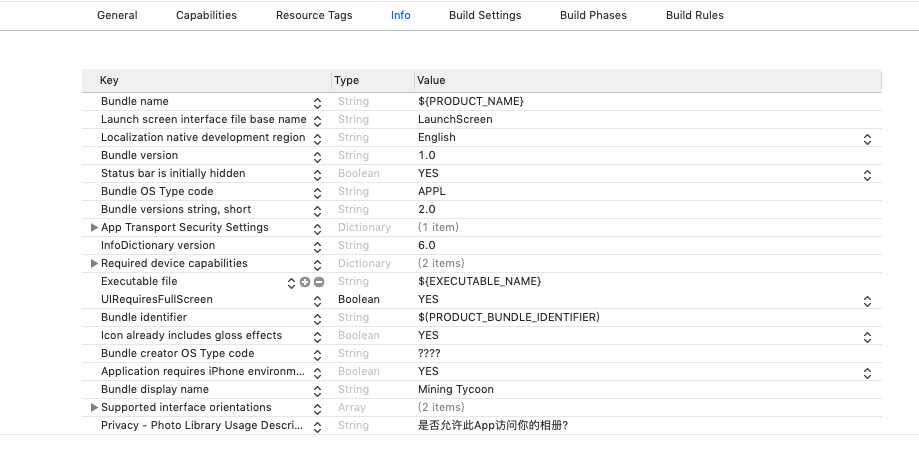 General Capabilities Resource Tags Info Build Settings Build Phases Build Rules
Key Type Value
Bundle name String ${PRODUCT_NAME}
Launch screen interface file base name String LaunchScreen
Localization native development region String English
Bundle version String 1.0
Status bar is initially hidden Boolean YES
Bundle OS Type code String APPL
Bundle versions string, short String 2.0
App Transport Security Settings Dictionary (1 item)
InfoDictionary version String 6.0
Required device capabilities Dictionary (2 items)
Executable file String ${EXECUTABLE_NAME}
UIRequiresFullScreen Boolean YES
Bundle identifier String $(PRODUCT_BUNDLE_IDENTIFIER)
Icon already includes gloss effects Boolean YES
Bundle creator OS Type code String ????
Application requires iPhone environm... Boolean YES
Bundle display name String Mining Tycoon
Supported interface orientations Array (2 items)
Privacy - Photo Library Usage Descri... String 是否允许此App访问你的相册?